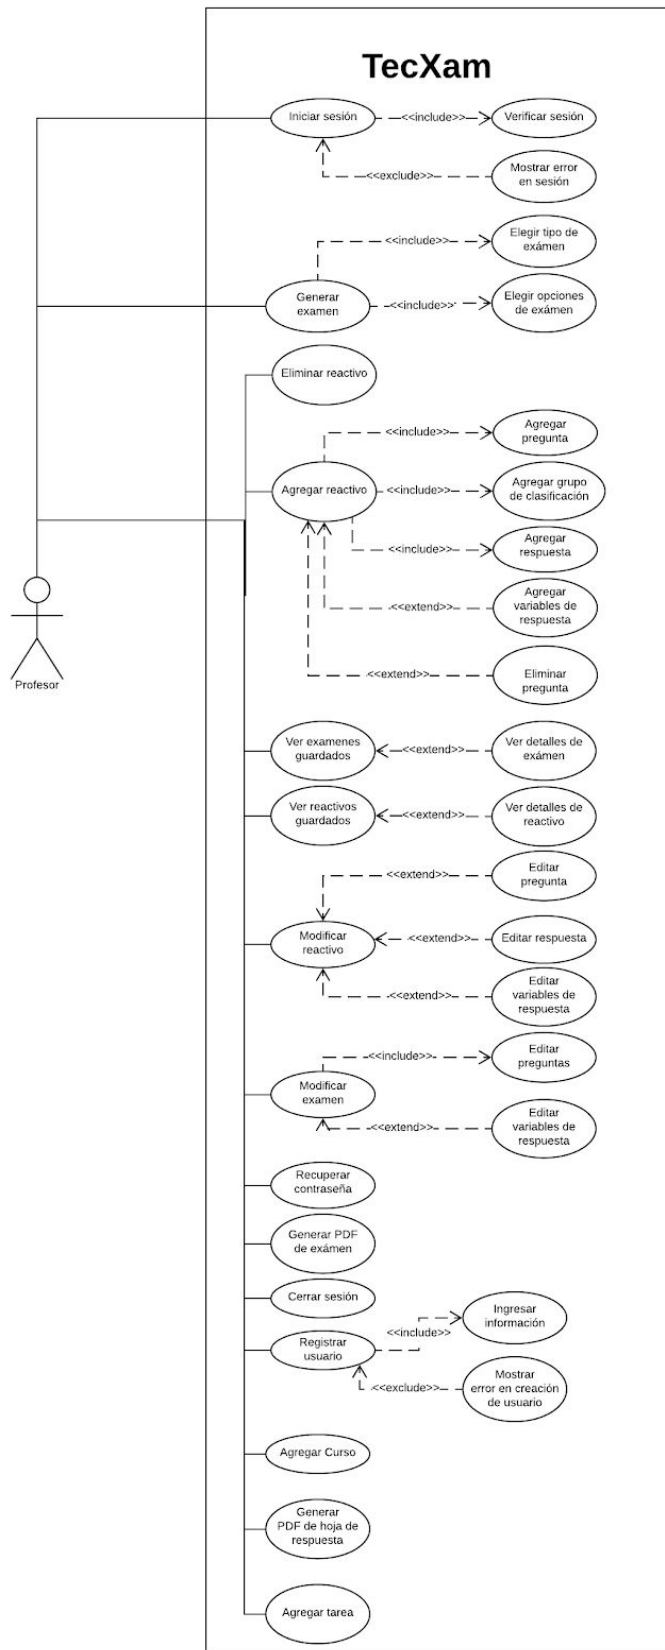 TecXam
Iniciar sesión
<<include>>
Verificar sesión
<<exclude>>
Mostrar error
en sesión
<<include>>
Elegir tipo de
exámen
Generar
examen
<<include>>
Elegir opciones
de exámen
Eliminar reactivo
<<include>>
Agregar
pregunta
Agregar reactivo
<<include>>
Agregar grupo
de clasificación
<<include>>
Agregar
respuesta
<<extend>>
Agregar
variables de
respuesta
<<extend>>
Eliminar
pregunta
Profesor
Ver examenes
guardados
<<extend>>
Ver detalles de
exámen
Ver reactivos
guardados
<<extend>>
Ver detalles de
reactivo
<<extend>>
Editar
pregunta
Modificar
reactivo
<<extend>>
Editar respuesta
<<extend>>
Editar
variables de
respuesta
<<include>>
Editar
preguntas
Modificar
examen
<<extend>>
Editar
variables de
respuesta
Recuperar
contraseña
Generar PDF
de exámen
Cerrar sesión
Registrar
usuario
<<include>>
Ingresar
información
<<exclude>>
Mostrar
error en creación
de usuario
Agregar Curso
Generar
PDF de hoja de
respuesta
Agregar tarea